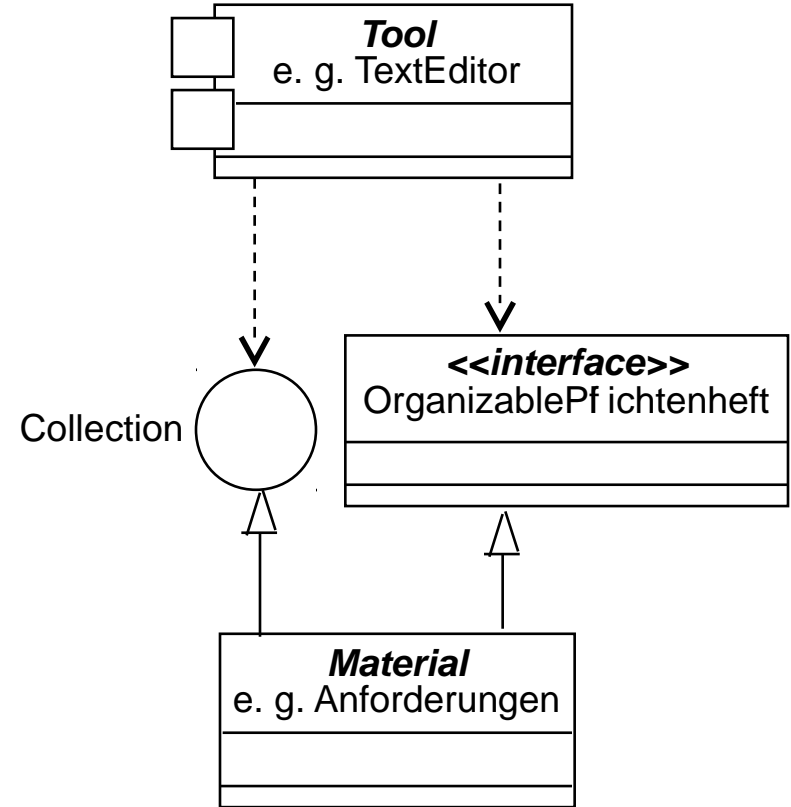 Tool
e. g. TextEditor
<<interface>>
OrganizablePf ichtenheft
Collection
Material
e. g. Anforderungen